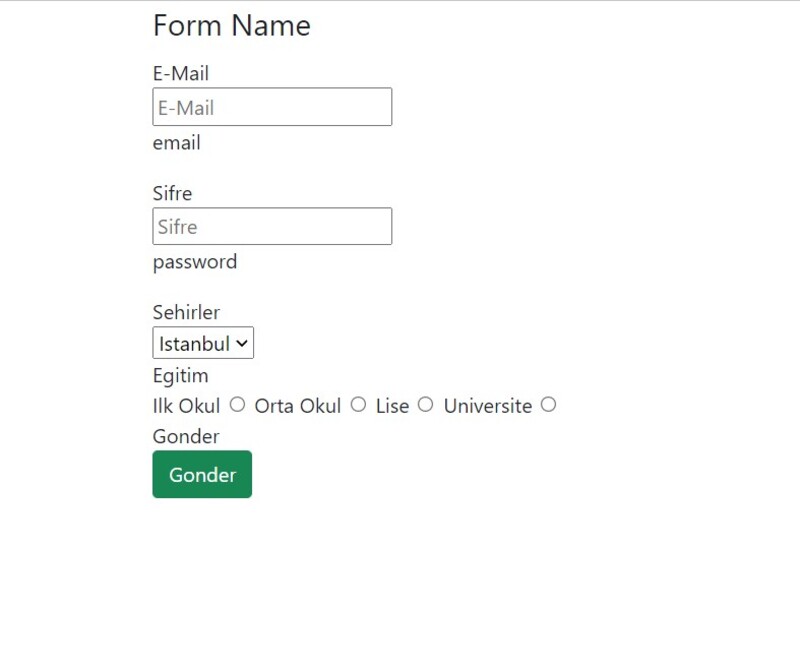 Form Name
E-Mail
E-Mail
email
Sifre
Sifre
password
Sehirler
Istanbul
Egitim
Ilk Okul Orta Okul Lise Universite
Gonder
Gonder